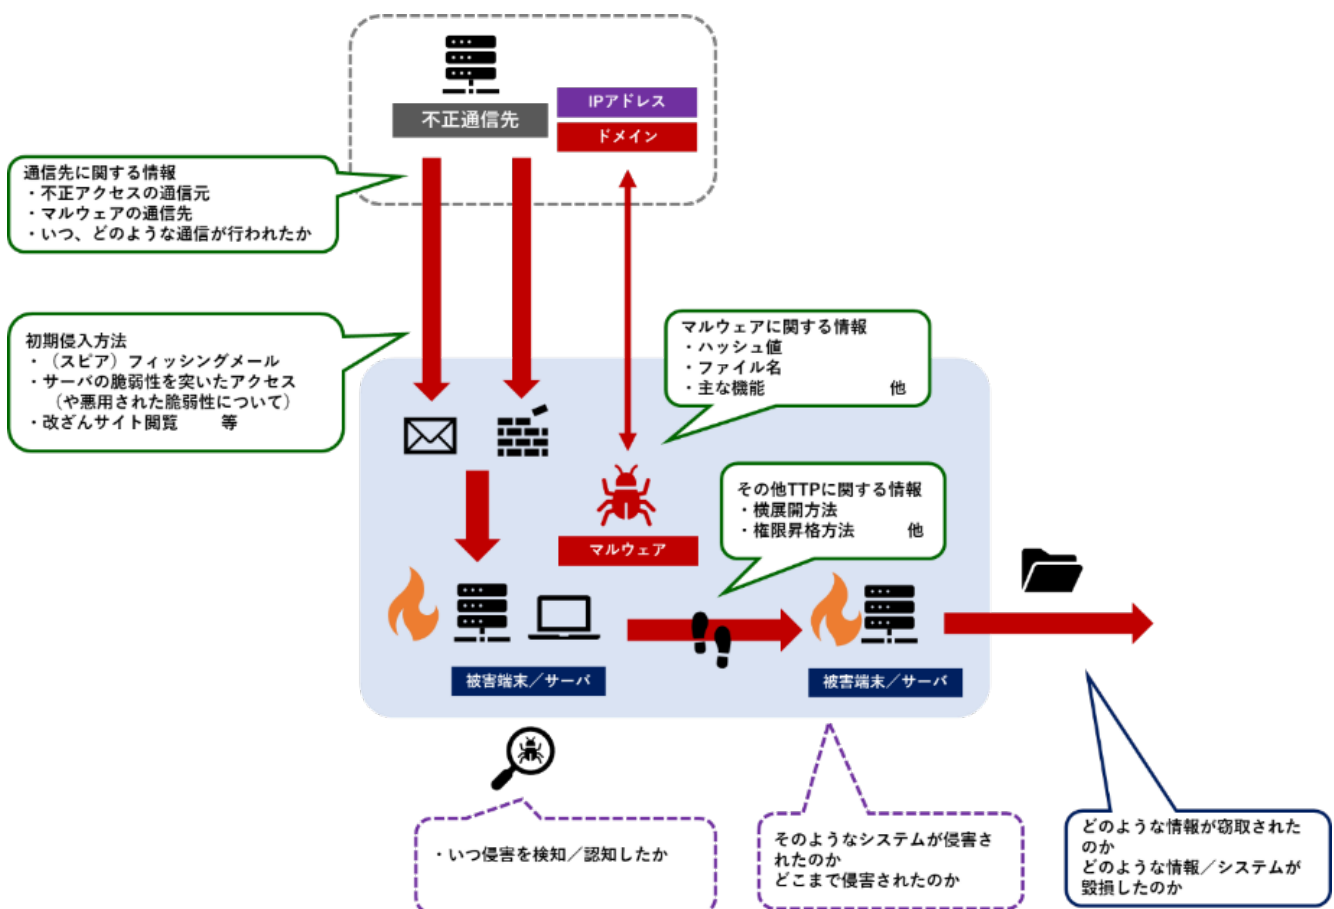 不正通信先
IPアドレス
ドメイン
通信先に関する情報
・不正アクセスの通信元
・マルウェアの通信先
・いつ、どのような通信が行われたか
初期侵入方法
・（スピア）フィッシングメール
・サーバの脆弱性を突いたアクセス
（や悪用された脆弱性について）
・改ざんサイト閲覧　　等
マルウェアに関する情報
・ハッシュ値
・ファイル名
・主な機能　　　　　　他
その他TTPに関する情報
・横展開方法
・権限昇格方法　　　他
マルウェア
被害端末／サーバ
被害端末／サーバ
・いつ侵害を検知／認知したか
そのようなシステムが侵害さ
れたのか
どこまで侵害されたのか
どのような情報が窃取された
のか
どのような情報／システムが
毀損したのか